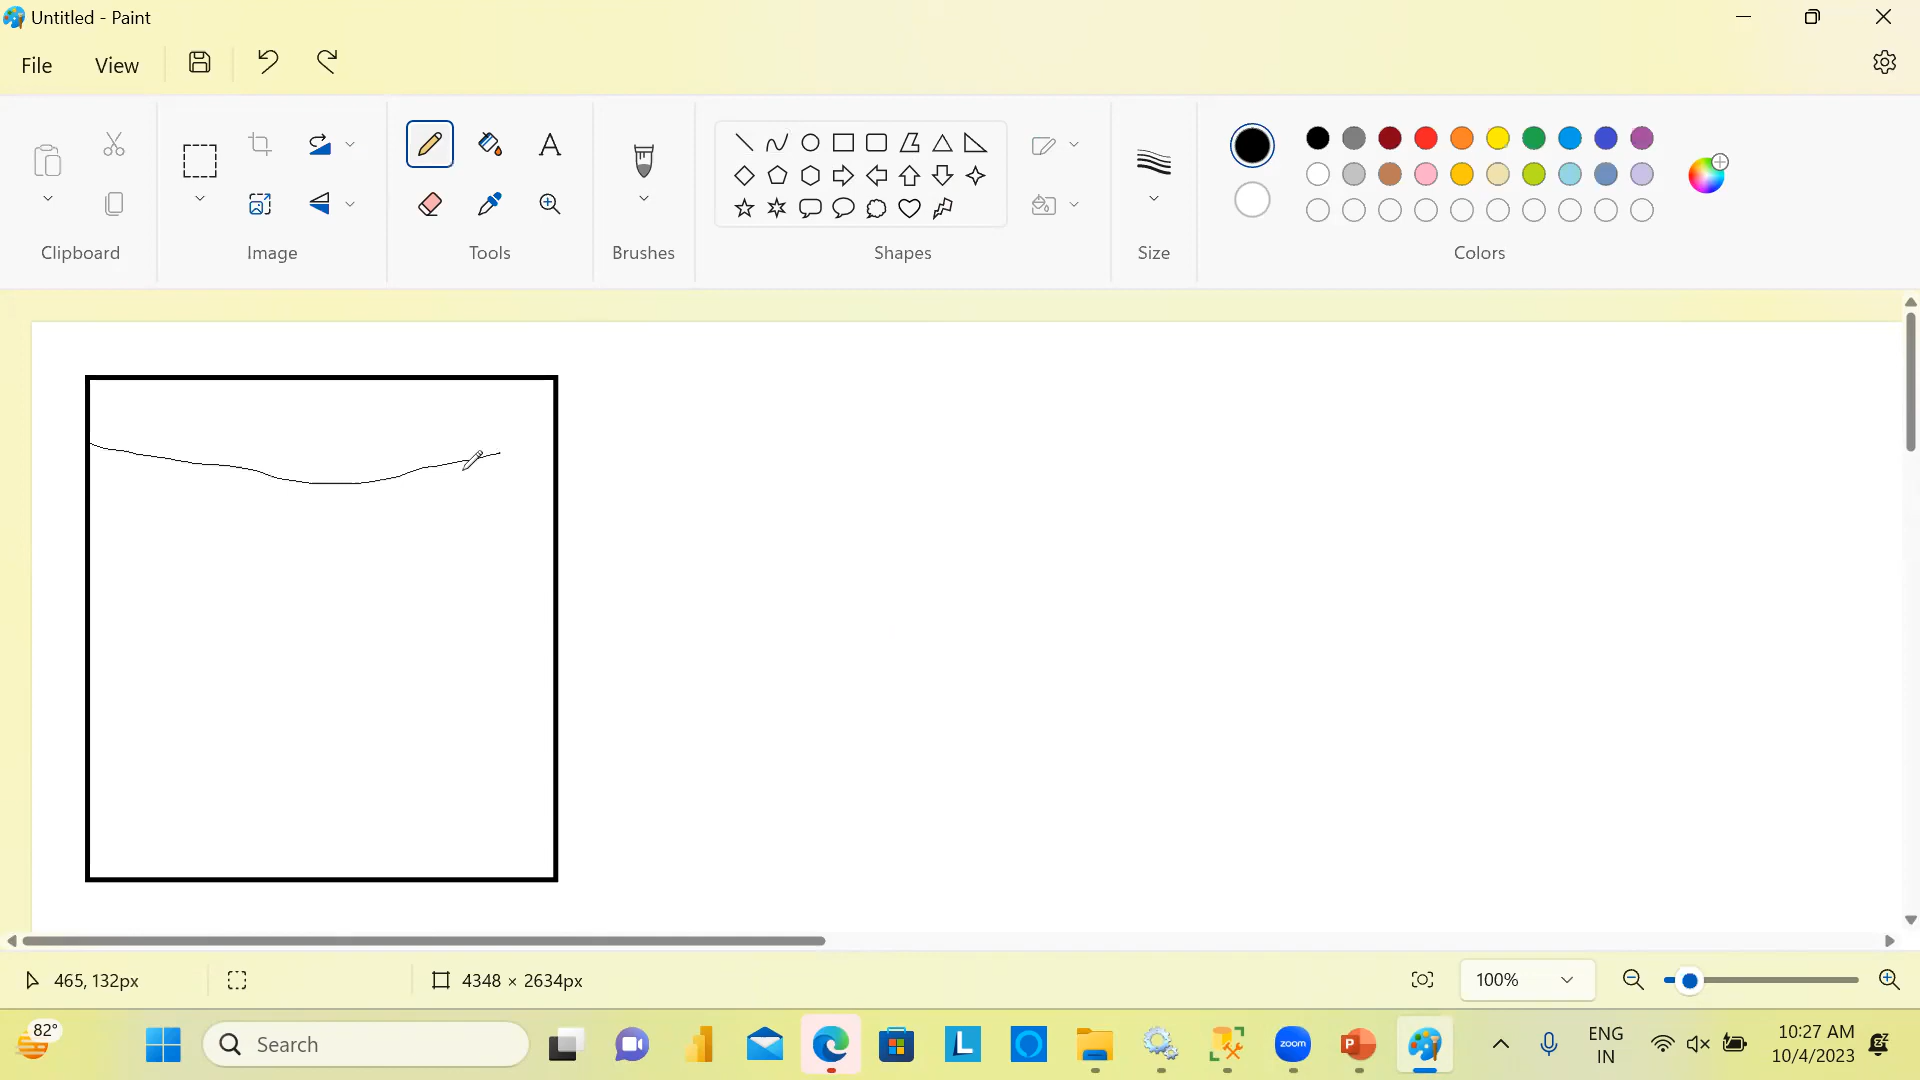 Untitled - Paint
File View
Clipboard Image Tools Brushes Shapes Size Colors
465, 132px 4348 × 2634px 100%
82° Search zoom ENG 10:27 AM
IN 10/4/2023